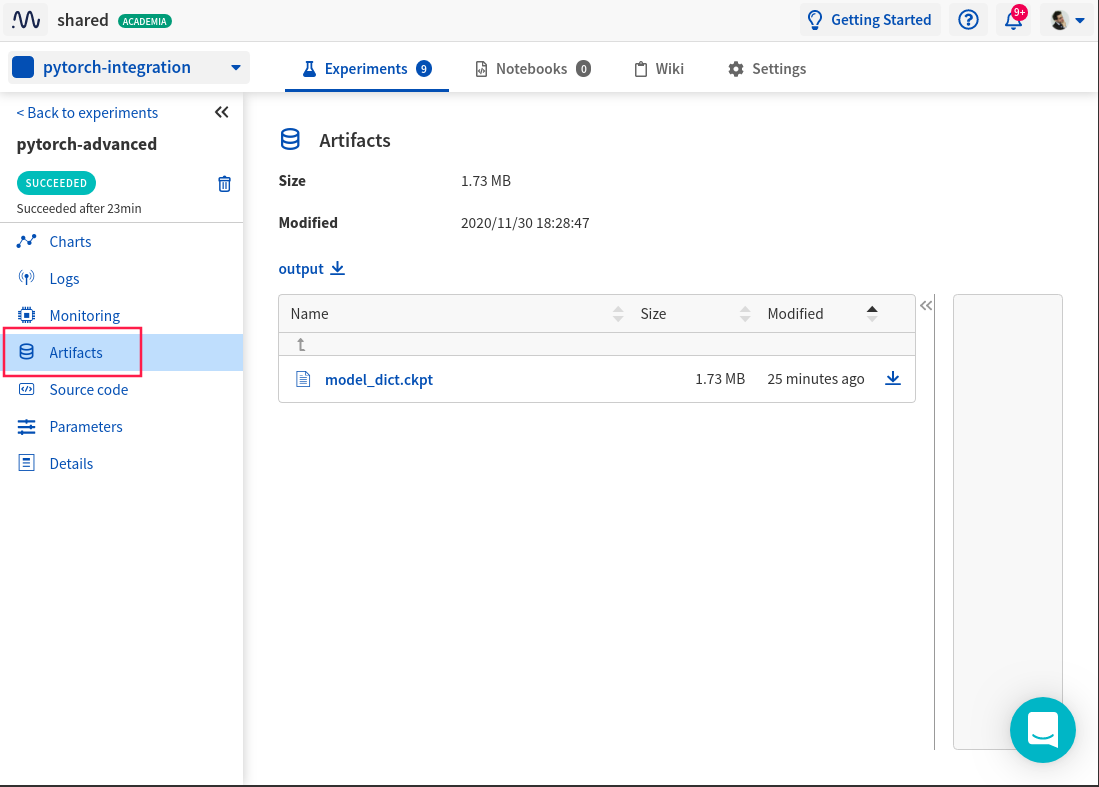 shared ACADEMIA Getting Started 9+
pytorch-integration Experiments 9 Notebooks 0 Wiki Settings
< Back to experiments
pytorch-advanced
SUCCEEDED
Succeeded after 23min
Charts
Logs
Monitoring
Artifacts
Source code
Parameters
Details
Artifacts
Size 1.73 MB
Modified 2020/11/30 18:28:47
output
Name Size Modified
model_dict.ckpt 1.73 MB 25 minutes ago